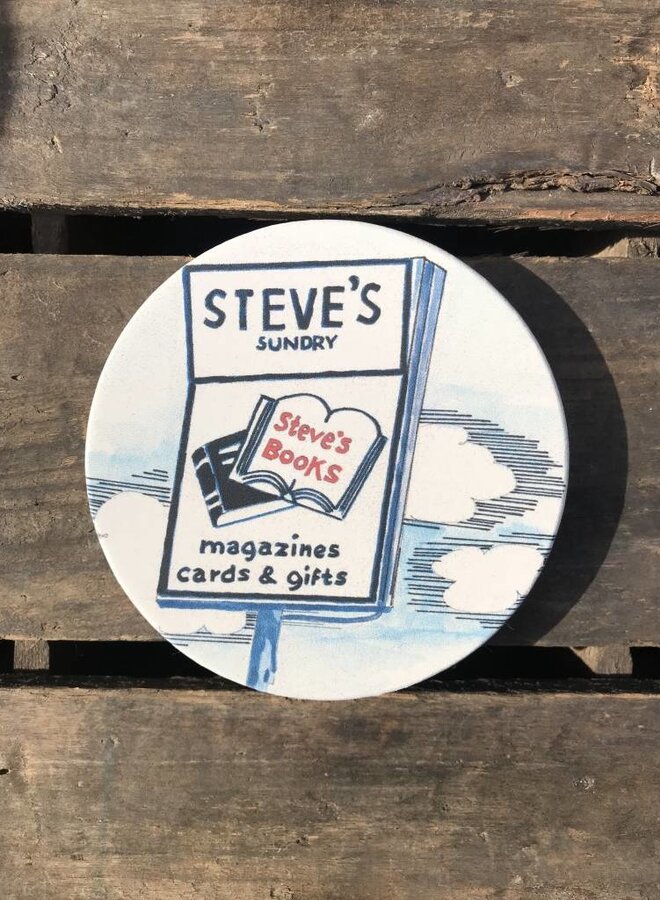 STEVE'S
SUNDRY
Steve's
BOOKS
magazines
cards & gifts